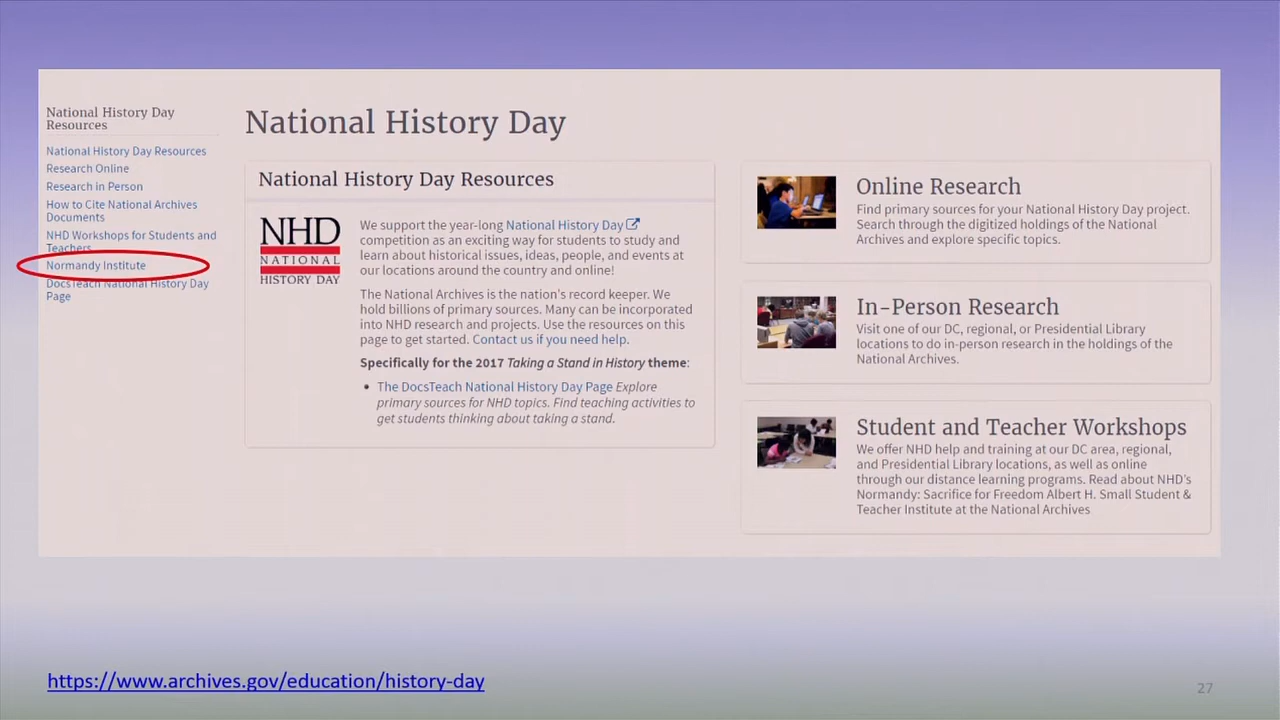 National History Day
Resources
National History Day Resources
Research Online
Research in Person
How to Cite National Archives
Documents
NHD Workshops for Students and
Teachers
Normandy Institute
DocsTeach National History Day
Page
National History Day
National History Day Resources
NHD
NATIONAL
HISTORY DAY
We support the year-long National History Day
competition as an exciting way for students to study and
learn about historical issues, ideas, people, and events at
our locations around the country and online!
The National Archives is the nation's record keeper. We
hold billions of primary sources. Many can be incorporated
into NHD research and projects. Use the resources on this
page to get started. Contact us if you need help.
Specifically for the 2017 Taking a Stand in History theme:
• The DocsTeach National History Day Page Explore
primary sources for NHD topics. Find teaching activities to
get students thinking about taking a stand.
Online Research
Find primary sources for your National History Day project.
Search through the digitized holdings of the National
Archives and explore specific topics.
In-Person Research
Visit one of our DC, regional, or Presidential Library
locations to do in-person research in the holdings of the
National Archives.
Student and Teacher Workshops
We offer NHD help and training at our DC area, regional,
and Presidential Library locations, as well as online
through our distance learning programs. Read about NHD's
Normandy: Sacrifice for Freedom Albert H. Small Student &
Teacher Institute at the National Archives
https://www.archives.gov/education/history-day
27